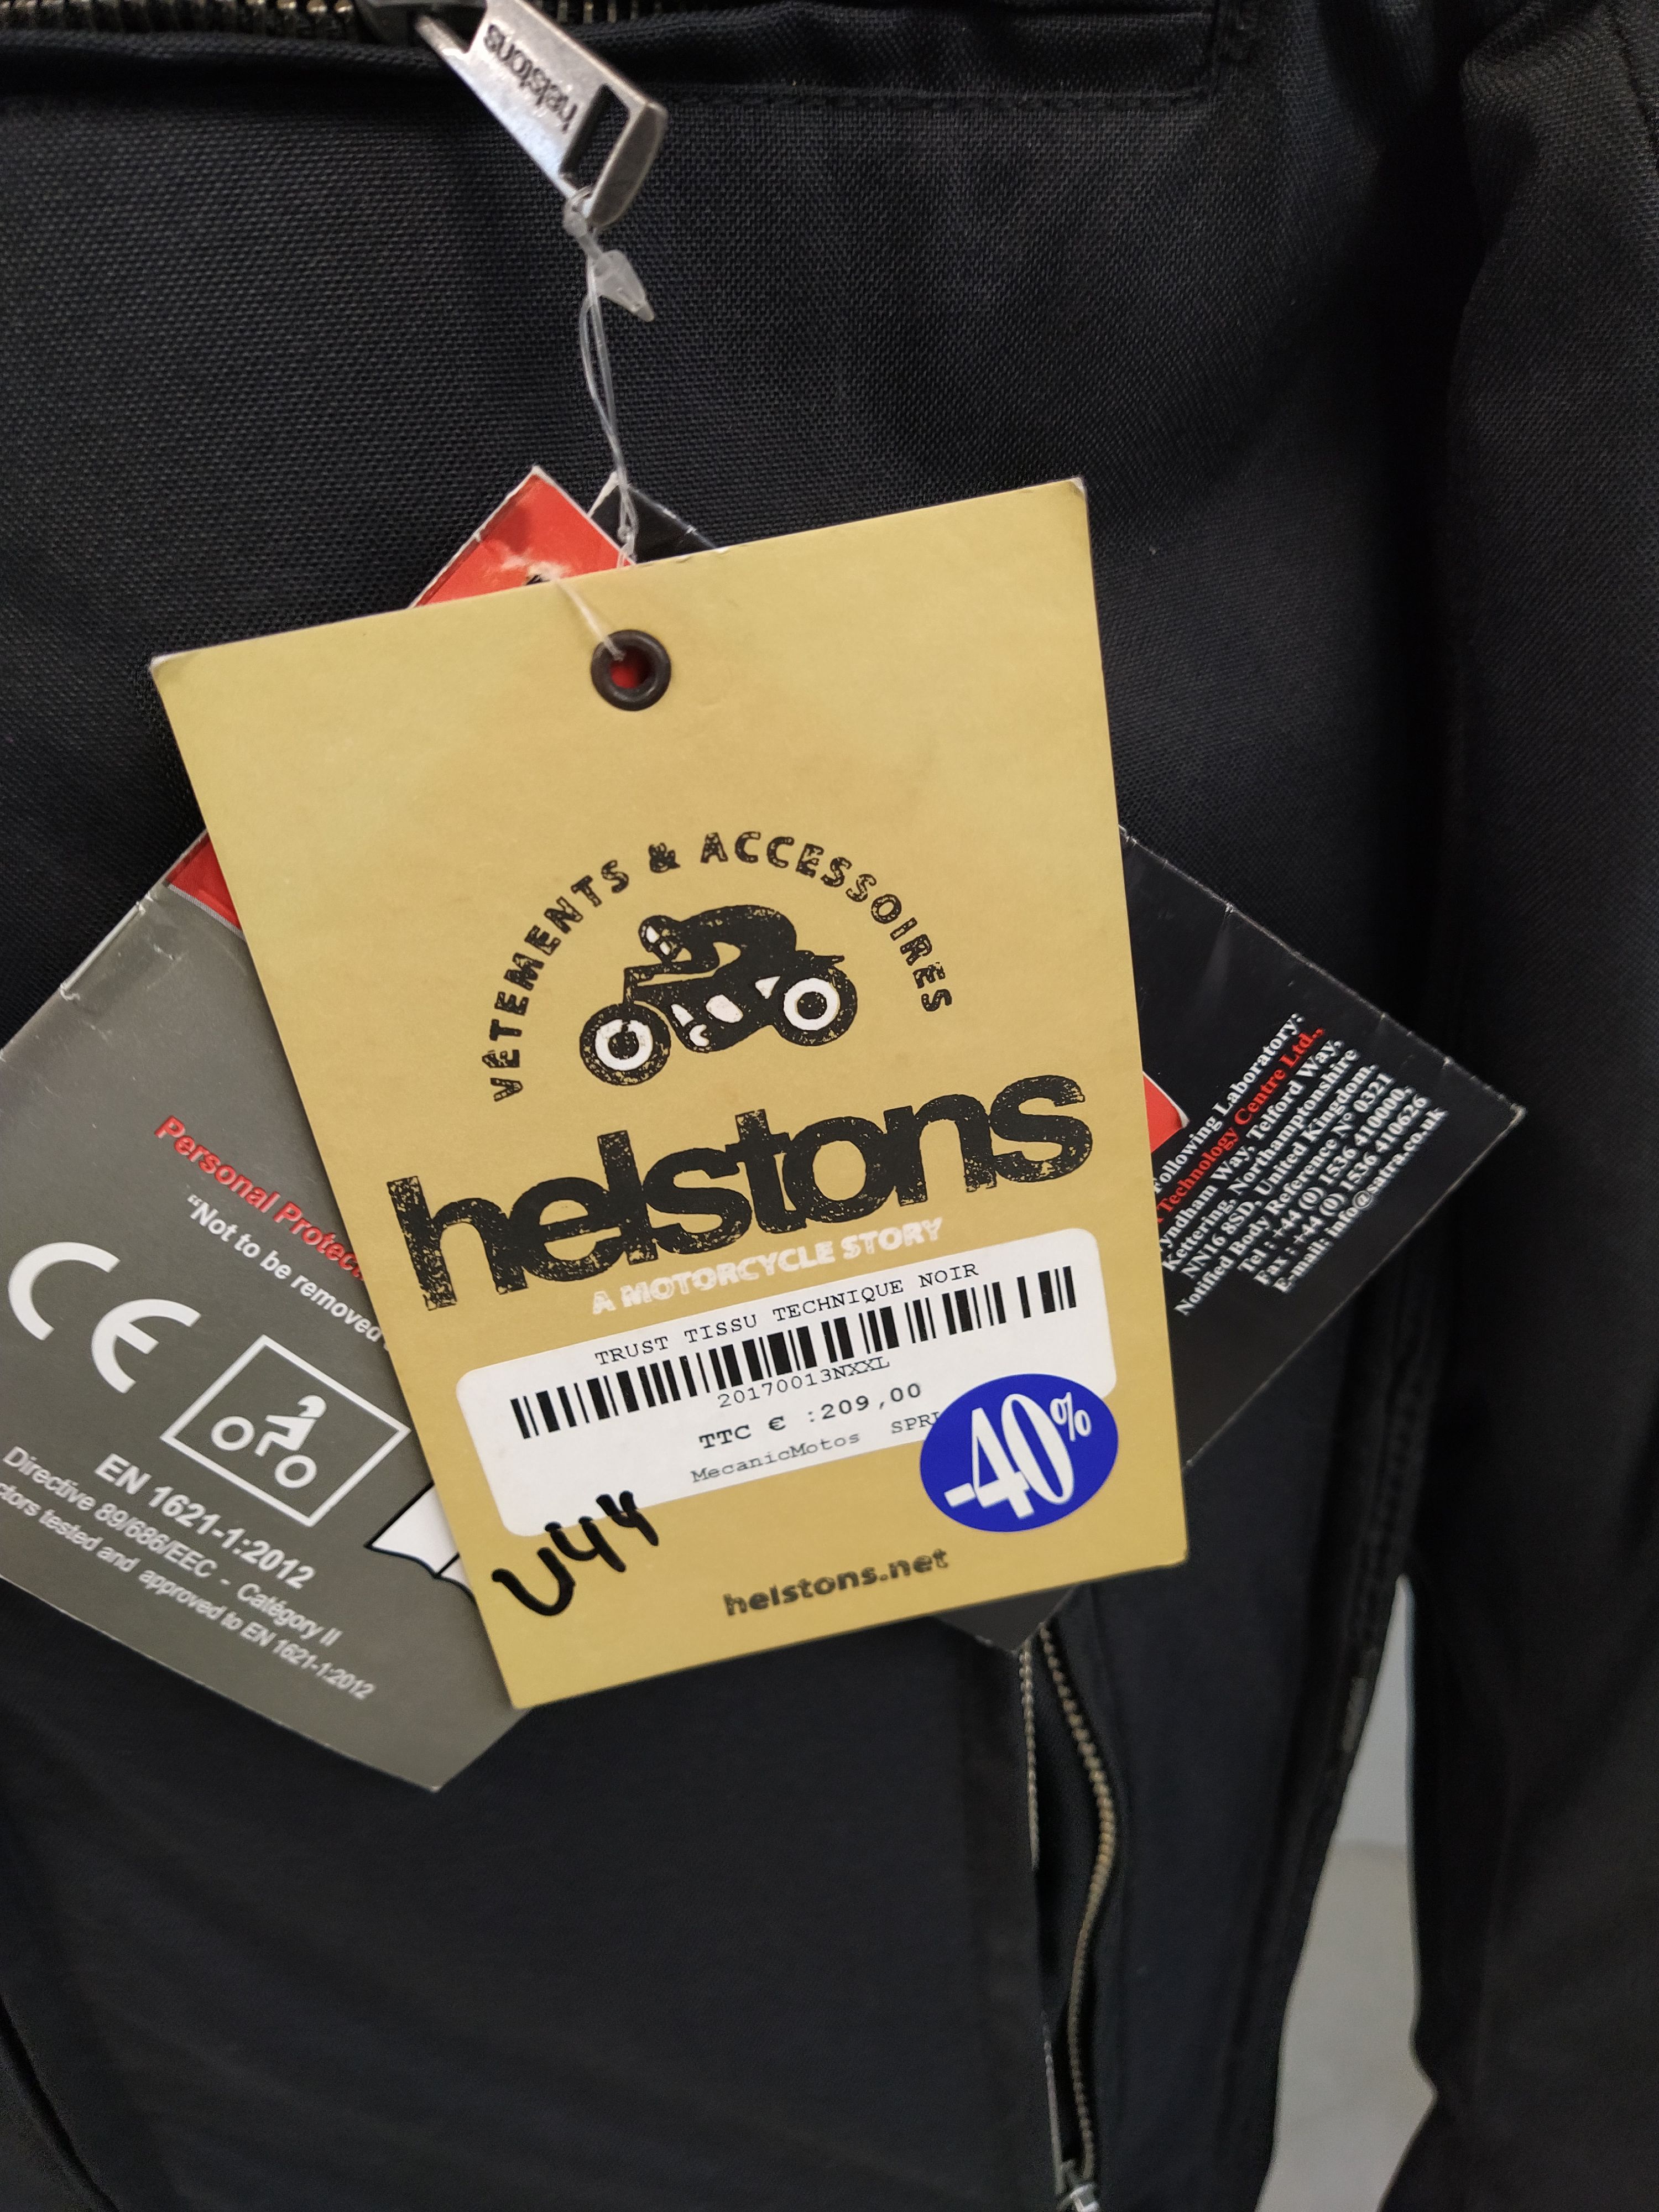 helstons
VÊTEMENTS & ACCESSOIRES
helstons
A MOTORCYCLE STORY
TRUST TISSU TECHNIQUE NOIR
20170013NXXL
TTC € :209,00
MecanicMotos SPRL
-40%
U44
helstons.net
Personal Protec
"Not to be removed
CE
EN 1621-1:2012
Directive 89/686/EEC - Catégory II
tors tested and approved to EN 1621-1:2012
Following Laboratory:
Technology Centre Ltd.,
yndham Way, Telford Way,
Kettering, Northamptonshire
NN16 8SD, United Kingdom,
Notified Body Reference N° 0321
Tel : +44 (0) 1536 410000,
Fax : +44 (0) 1536 410626
E-mail: info@satra.co.uk